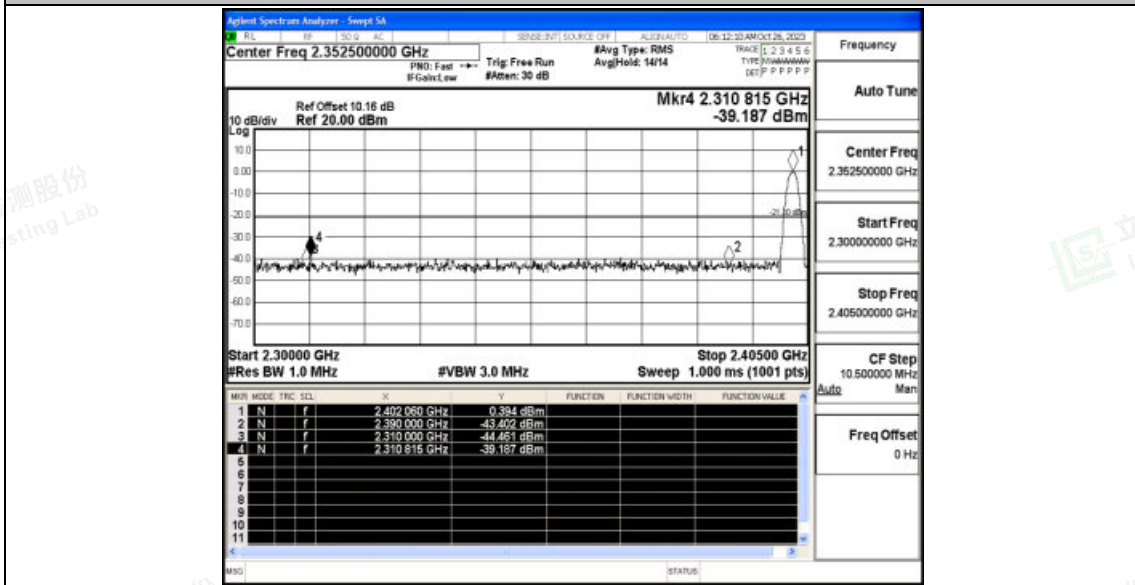 Agilent Spectrum Analyzer - Swept SA
RL RF 50 Ω AC SENSE:INT SOURCE OFF ALIGNAUTO 06:12:10 AM Oct 26, 2023
Center Freq 2.352500000 GHz
PNO: Fast
IFGain:Low
Trig: Free Run
#Atten: 30 dB
#Avg Type: RMS
Avg|Hold: 14/14
TRACE 1 2 3 4 5 6
TYPE
DET P P P P P P
Frequency
Auto Tune
Center Freq
2.352500000 GHz
Start Freq
2.300000000 GHz
Stop Freq
2.405000000 GHz
CF Step
10.500000 MHz
Auto Man
Freq Offset
0 Hz
Mkr4 2.310 815 GHz
-39.187 dBm
Ref Offset 10.16 dB
10 dB/div Ref 20.00 dBm
Log
10.0
0.00
-10.0
-20.0
-30.0
-40.0
-50.0
-60.0
-70.0
1
2
4
Start 2.30000 GHz Stop 2.40500 GHz
#Res BW 1.0 MHz #VBW 3.0 MHz Sweep 1.000 ms (1001 pts)
MKR MODE TRC SCL X Y FUNCTION FUNCTION WIDTH FUNCTION VALUE
1 N f 2.402 060 GHz 0.394 dBm
2 N f 2.390 000 GHz -43.402 dBm
3 N f 2.310 000 GHz -44.461 dBm
4 N f 2.310 815 GHz -39.187 dBm
5
6
7
8
9
10
11
MSG STATUS
测股份
sting Lab
立